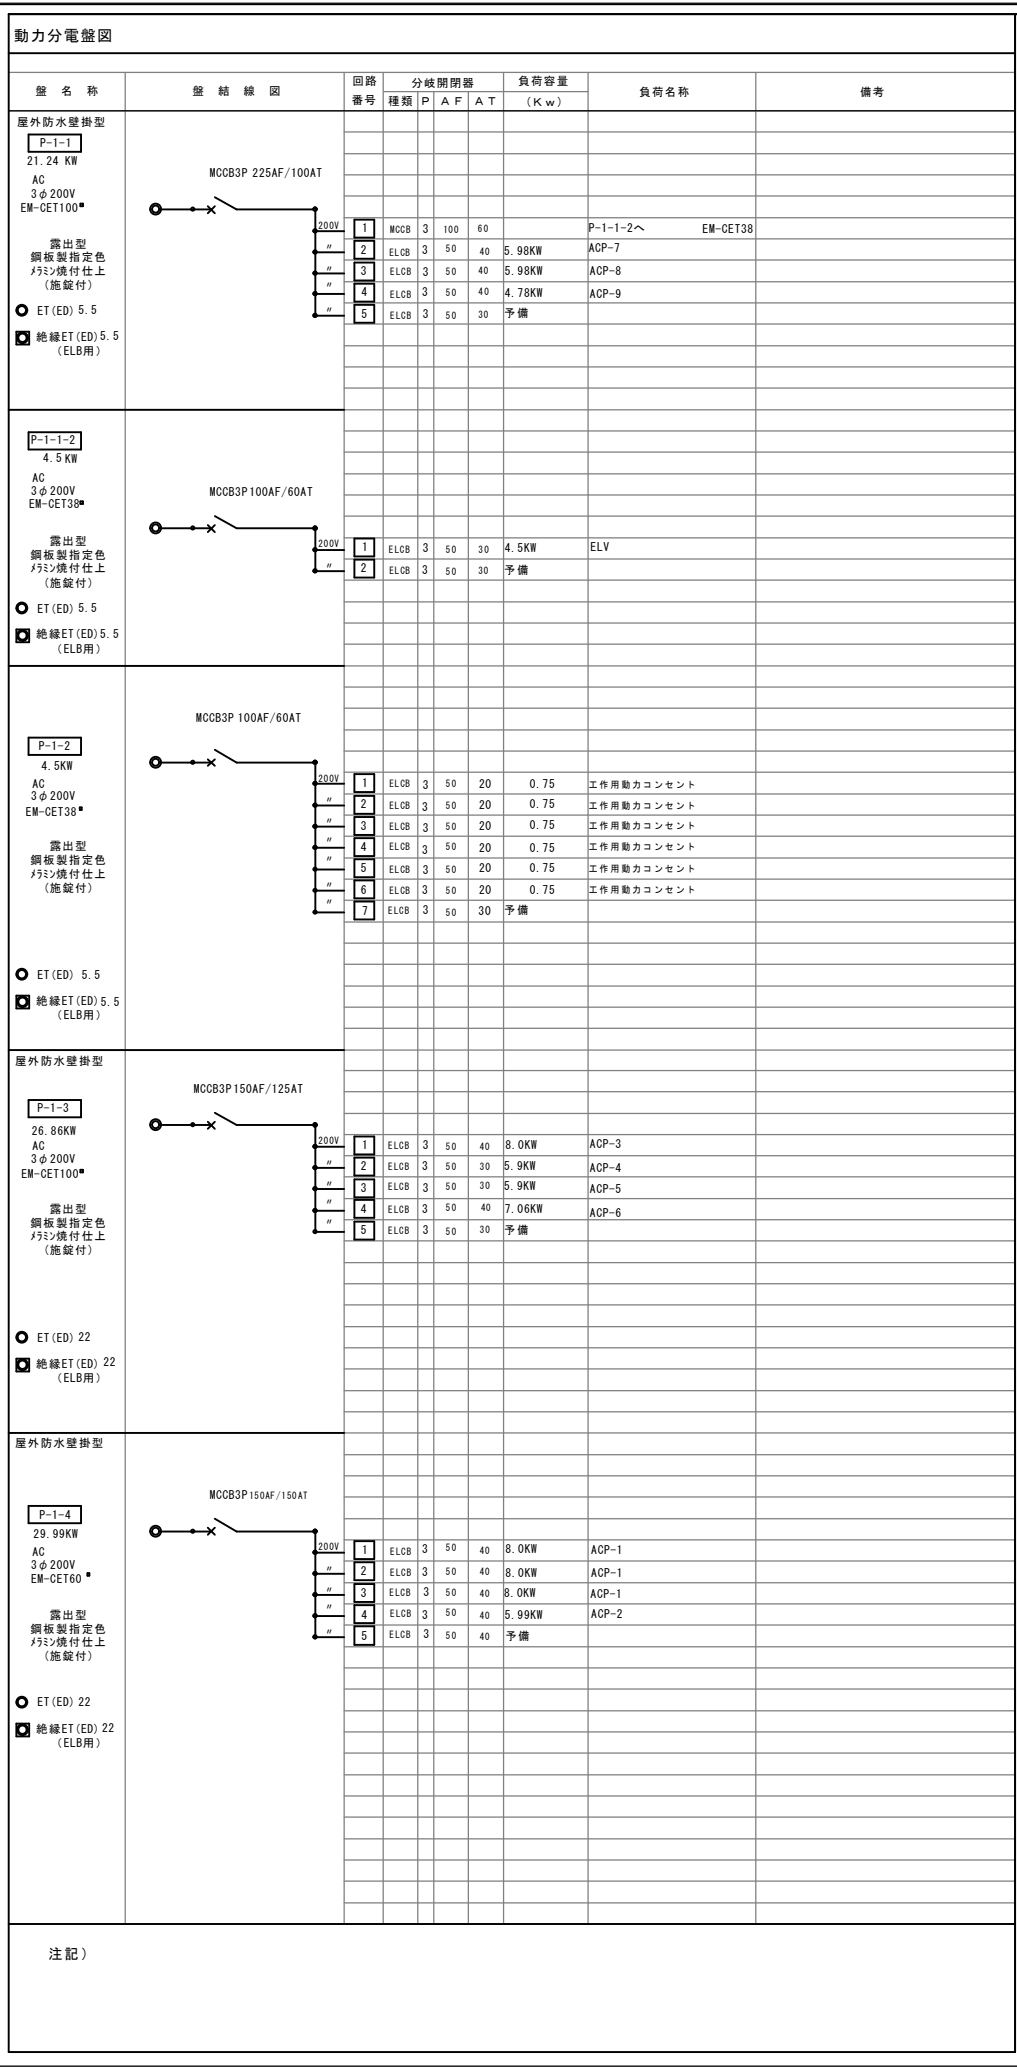 動力分電盤図
盤名称 盤結線図 回路番号 分岐開閉器 負荷容量 負荷名称 備考
種類 P AF AT (Kw)
屋外防水壁掛型
P-1-1
21.24 KW
AC
3φ200V
EM-CET100□
露出型
鋼板製指定色
メラミン焼付仕上
(施錠付)
ET(ED) 5.5
絶縁ET(ED)5.5
(ELB用)
MCCB3P 225AF/100AT
200V 1 MCCB 3 100 60 P-1-1-2へ EM-CET38
〃 2 ELCB 3 50 40 5.98KW ACP-7
〃 3 ELCB 3 50 40 5.98KW ACP-8
〃 4 ELCB 3 50 40 4.78KW ACP-9
〃 5 ELCB 3 50 30 予備
P-1-1-2
4.5KW
AC
3φ200V
EM-CET38□
露出型
鋼板製指定色
メラミン焼付仕上
(施錠付)
ET(ED) 5.5
絶縁ET(ED)5.5
(ELB用)
MCCB3P100AF/60AT
200V 1 ELCB 3 50 30 4.5KW ELV
〃 2 ELCB 3 50 30 予備
P-1-2
4.5KW
AC
3φ200V
EM-CET38□
露出型
鋼板製指定色
メラミン焼付仕上
(施錠付)
ET(ED) 5.5
絶縁ET(ED)5.5
(ELB用)
MCCB3P 100AF/60AT
200V 1 ELCB 3 50 20 0.75 工作用動力コンセント
〃 2 ELCB 3 50 20 0.75 工作用動力コンセント
〃 3 ELCB 3 50 20 0.75 工作用動力コンセント
〃 4 ELCB 3 50 20 0.75 工作用動力コンセント
〃 5 ELCB 3 50 20 0.75 工作用動力コンセント
〃 6 ELCB 3 50 20 0.75 工作用動力コンセント
〃 7 ELCB 3 50 30 予備
屋外防水壁掛型
P-1-3
26.86KW
AC
3φ200V
EM-CET100□
露出型
鋼板製指定色
メラミン焼付仕上
(施錠付)
ET(ED) 22
絶縁ET(ED) 22
(ELB用)
MCCB3P150AF/125AT
200V 1 ELCB 3 50 40 8.0KW ACP-3
〃 2 ELCB 3 50 30 5.9KW ACP-4
〃 3 ELCB 3 50 30 5.9KW ACP-5
〃 4 ELCB 3 50 40 7.06KW ACP-6
〃 5 ELCB 3 50 30 予備
屋外防水壁掛型
P-1-4
29.99KW
AC
3φ200V
EM-CET60 □
露出型
鋼板製指定色
メラミン焼付仕上
(施錠付)
ET(ED) 22
絶縁ET(ED) 22
(ELB用)
MCCB3P150AF/150AT
200V 1 ELCB 3 50 40 8.0KW ACP-1
〃 2 ELCB 3 50 40 8.0KW ACP-1
〃 3 ELCB 3 50 40 8.0KW ACP-1
〃 4 ELCB 3 50 40 5.99KW ACP-2
〃 5 ELCB 3 50 40 予備
注記)